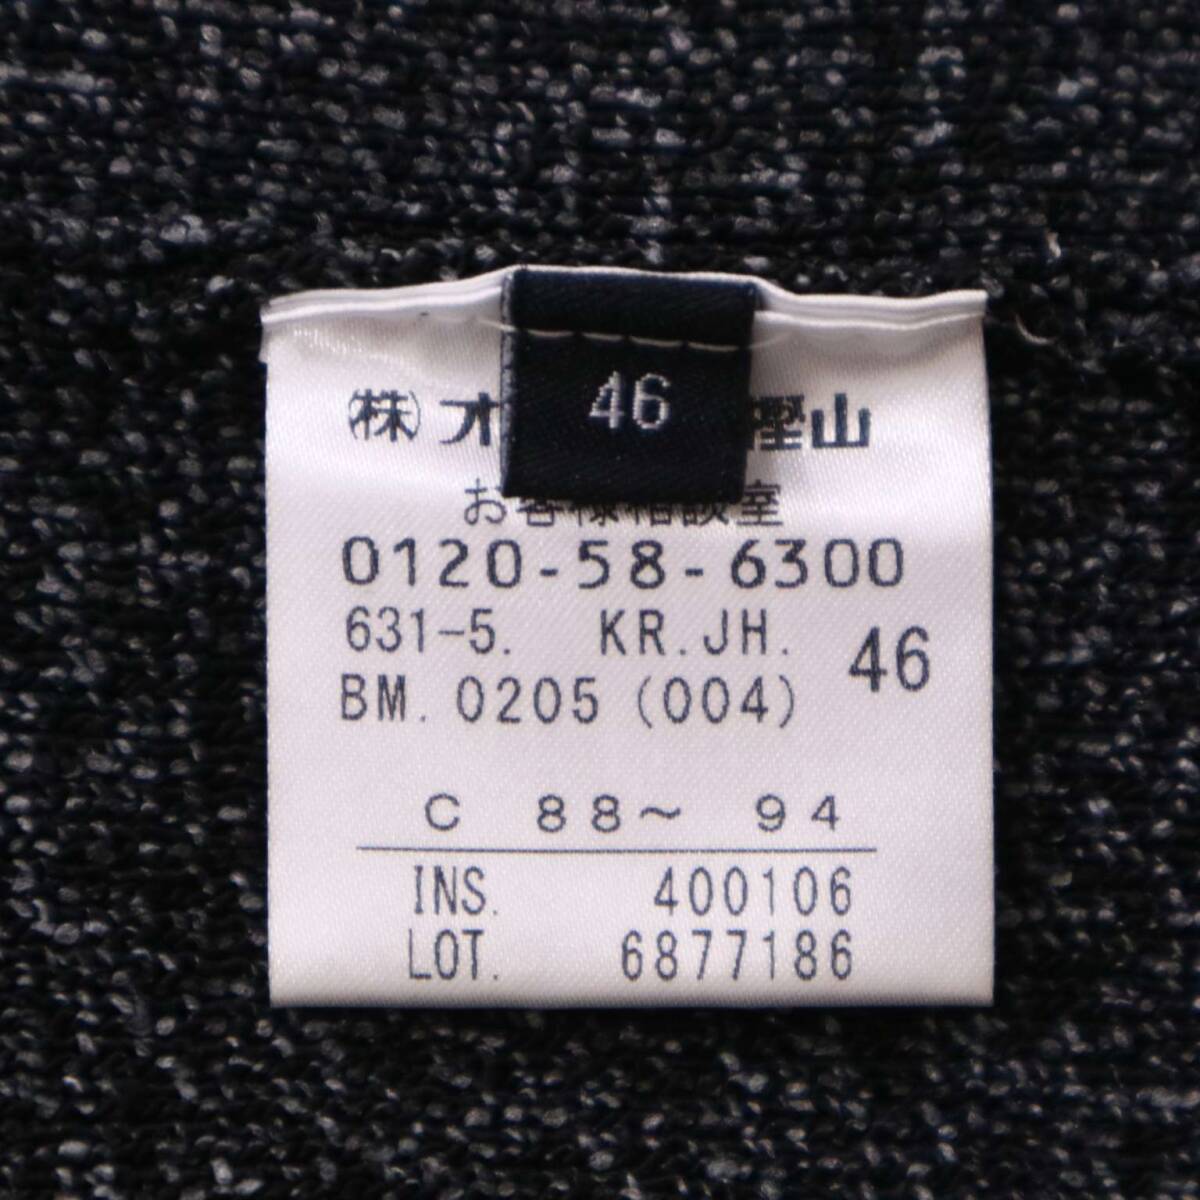 46
㈱オ 樫山
お客様相談室
0120-58-6300
631-5. KR.JH. 46
BM. 0205 (004)
C 88～ 94
INS. 400106
LOT. 6877186